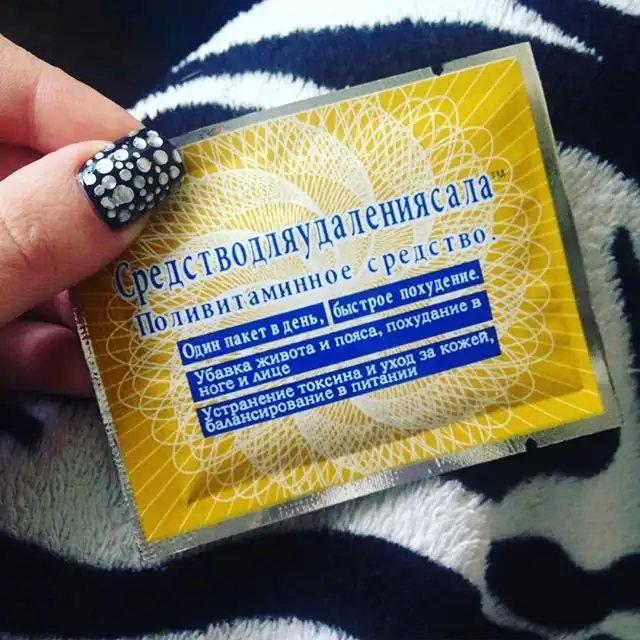 Средстводляудалениясала™
Поливитаминное средство.
Один пакет в день, быстрое похудение.
Убавка живота и пояса, похудание в
ноге и лице
Устранение токсина и уход за кожей,
балансирование в питании